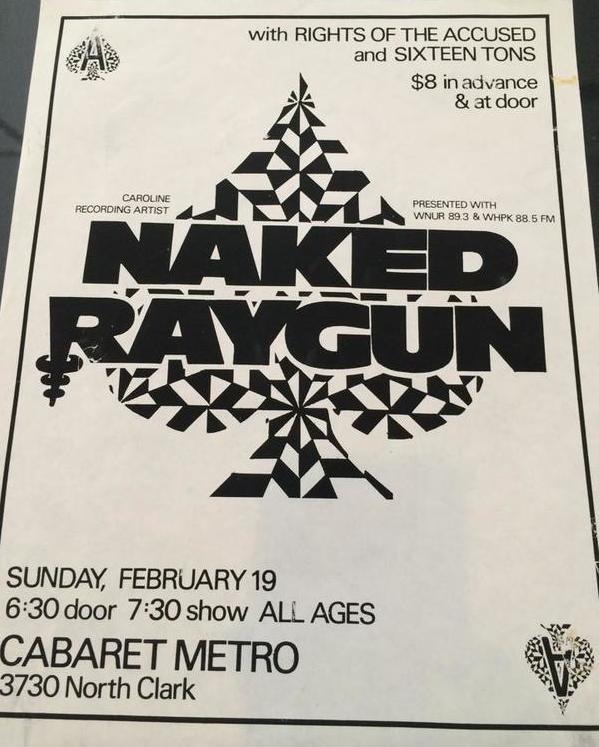 A
with RIGHTS OF THE ACCUSED
and SIXTEEN TONS
$8 in advance
& at door
CAROLINE
RECORDING ARTIST
PRESENTED WITH
WNUR 89.3 & WHPK 88.5 FM
NAKED
RAYGUN
SUNDAY, FEBRUARY 19
6:30 door 7:30 show ALL AGES
CABARET METRO
3730 North Clark
A